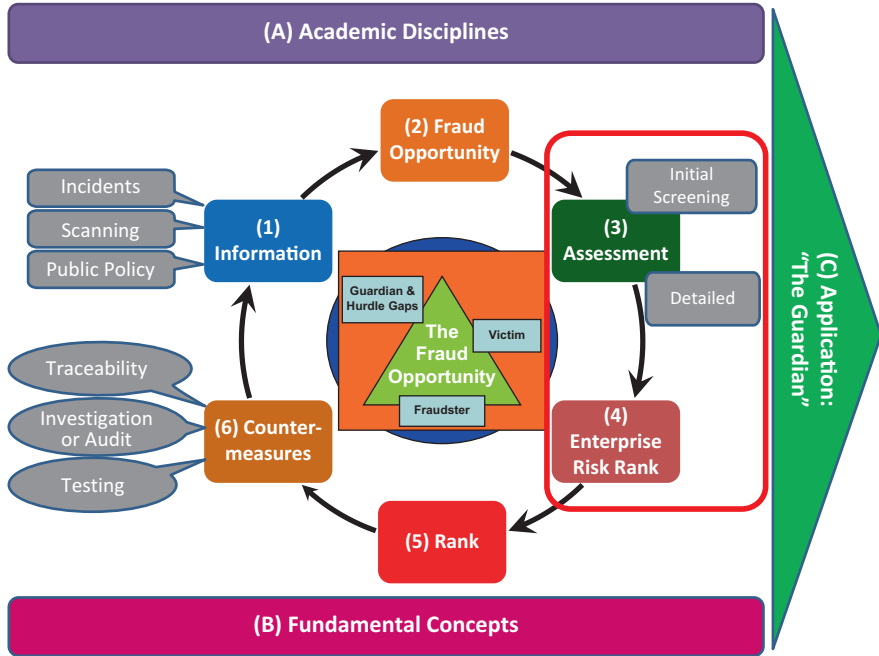 (A) Academic Disciplines
(2) Fraud
Opportunity
Initial
Screening
Incidents
(1)
Information
(3)
Assessment
Scanning
Public Policy
Detailed
Guardian &
Hurdle Gaps
The
Fraud
Opportunity
Victim
Fraudster
(C) Application:
“The Guardian”
Traceability
Investigation
or Audit
Testing
(6) Counter-
measures
(4)
Enterprise
Risk Rank
(5) Rank
(B) Fundamental Concepts